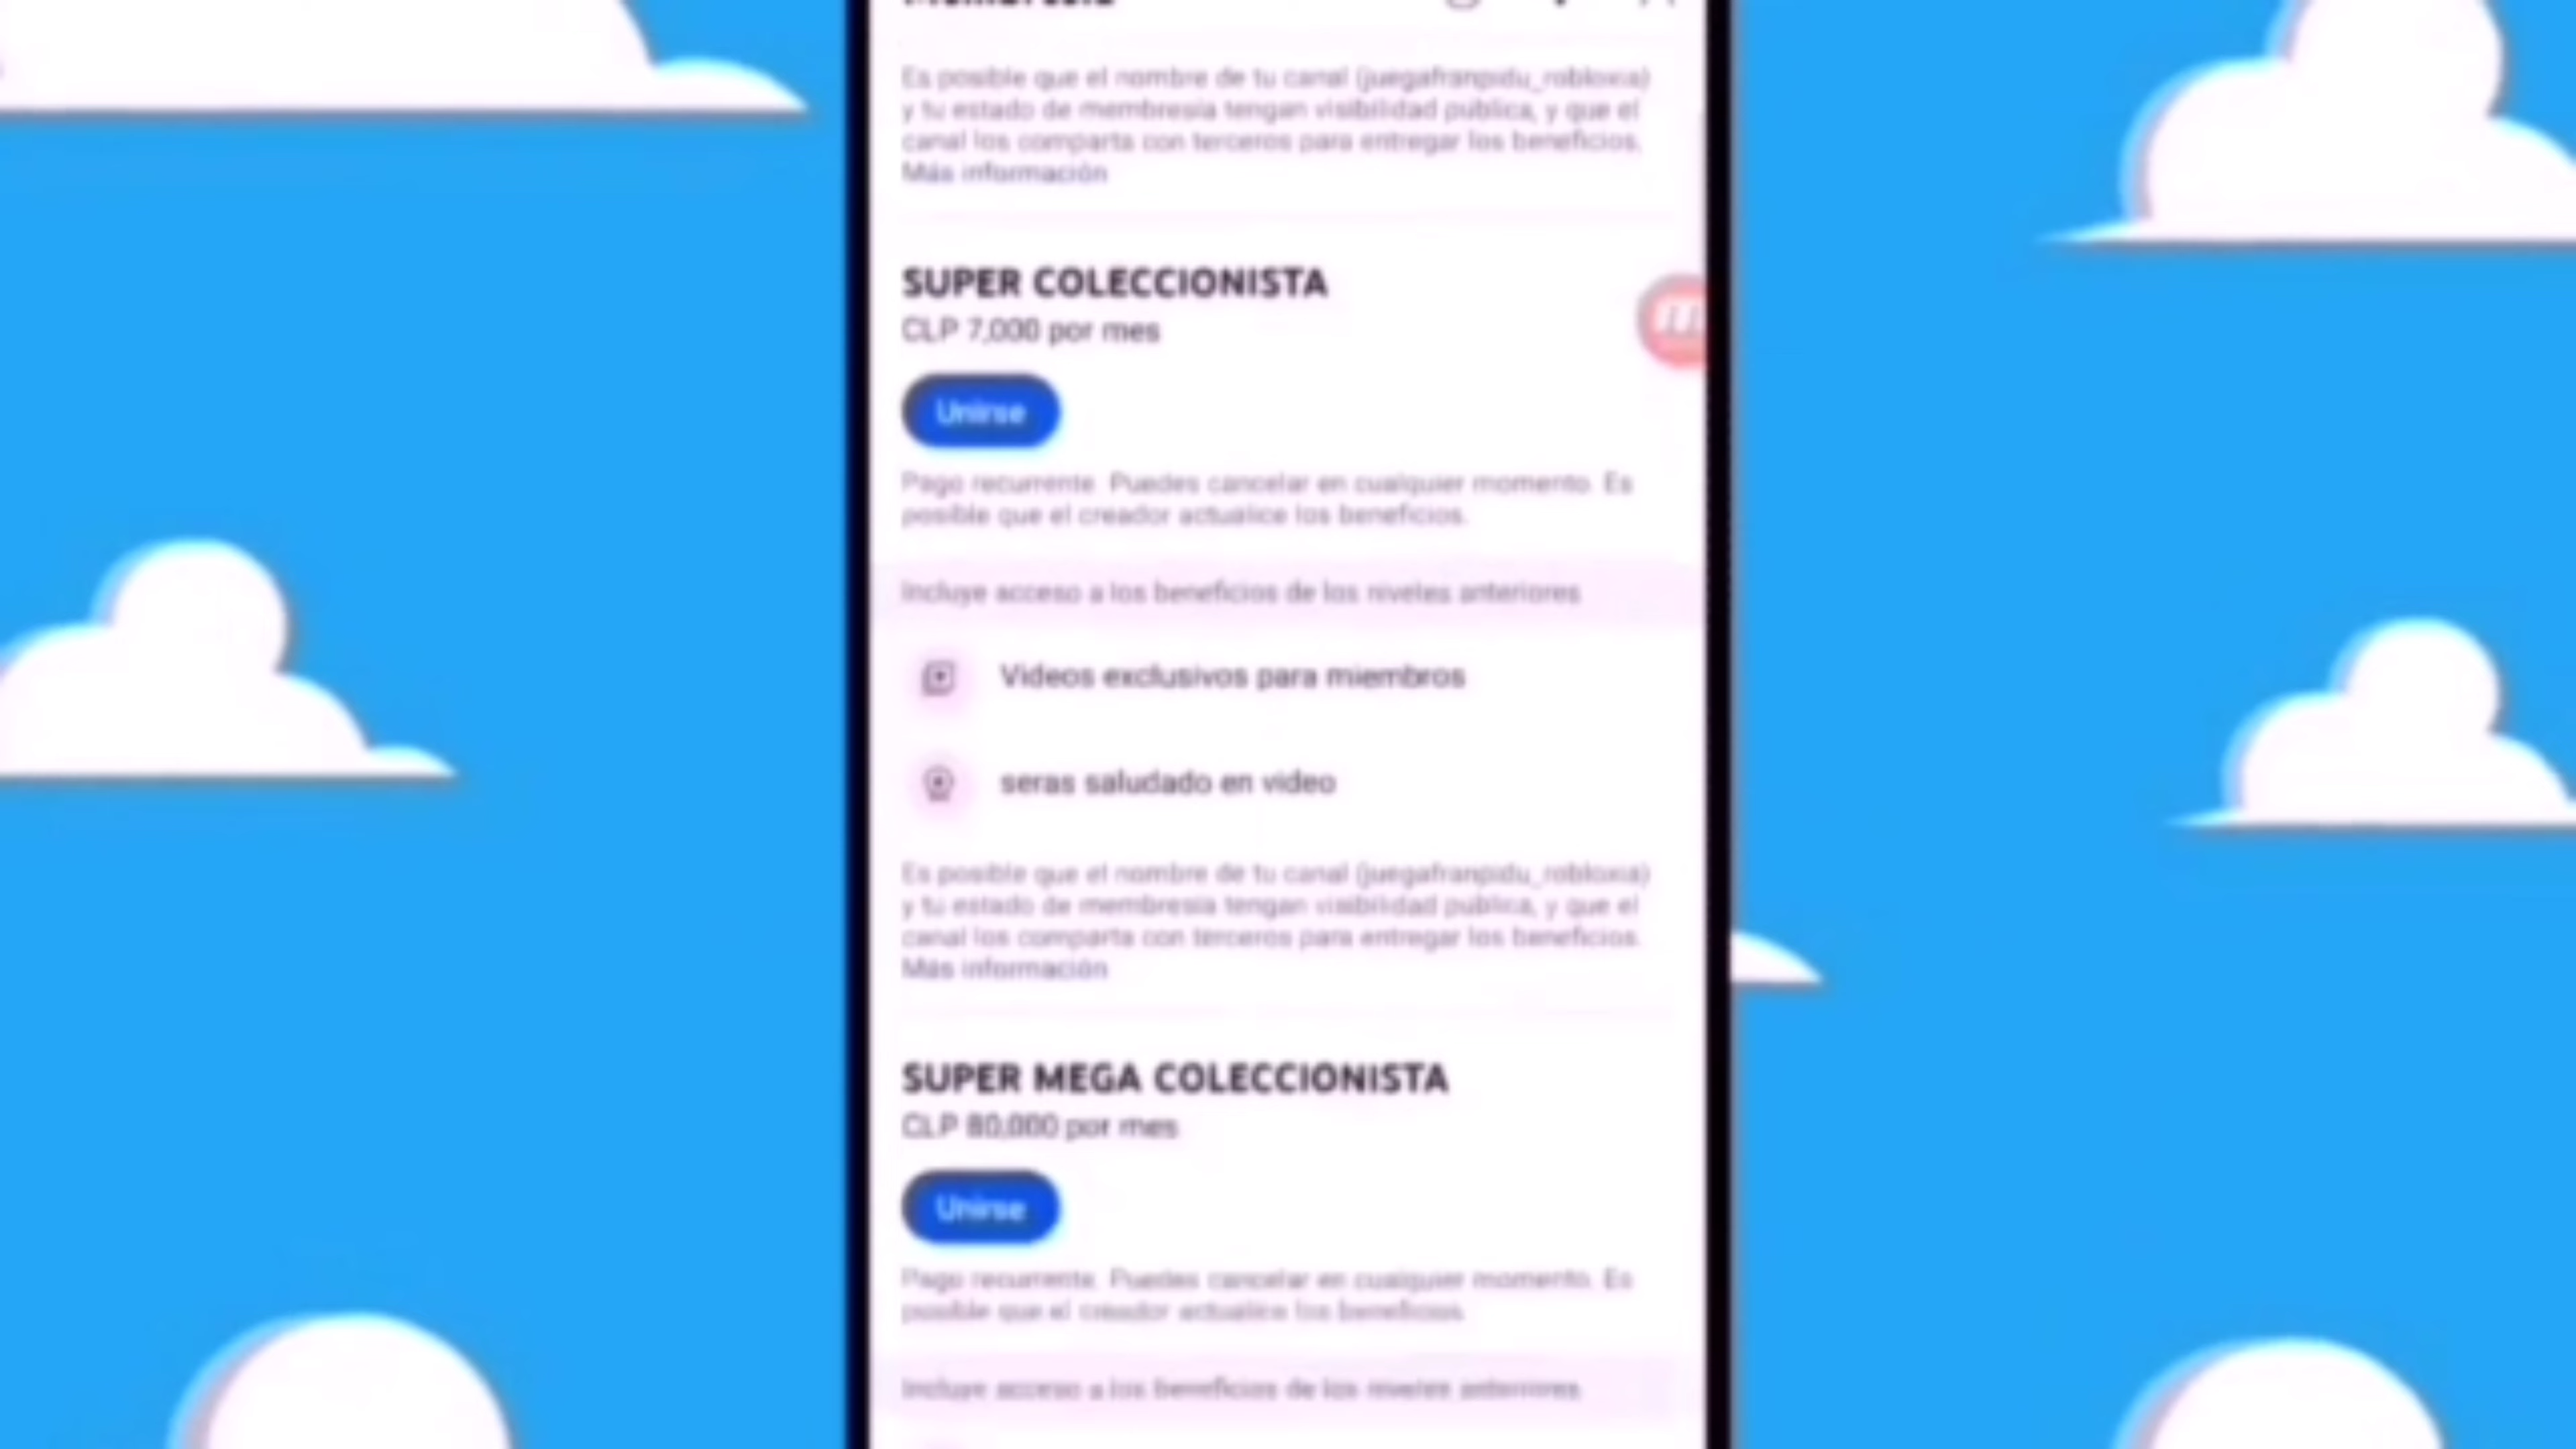 Es posible que el nombre de tu canal (juegafranpidu_robloxia)
y tu estado de membresía tengan visibilidad pública, y que el
canal los comparta con terceros para entregar los beneficios.
Más información
SUPER COLECCIONISTA
CLP 7,000 por mes
Unirse
Pago recurrente. Puedes cancelar en cualquier momento. Es
posible que el creador actualice los beneficios.
Incluye acceso a los beneficios de los niveles anteriores
Videos exclusivos para miembros
seras saludado en video
Es posible que el nombre de tu canal (juegafranpidu_robloxia)
y tu estado de membresía tengan visibilidad pública, y que el
canal los comparta con terceros para entregar los beneficios.
Más información
SUPER MEGA COLECCIONISTA
CLP 80,000 por mes
Unirse
Pago recurrente. Puedes cancelar en cualquier momento. Es
posible que el creador actualice los beneficios.
Incluye acceso a los beneficios de los niveles anteriores